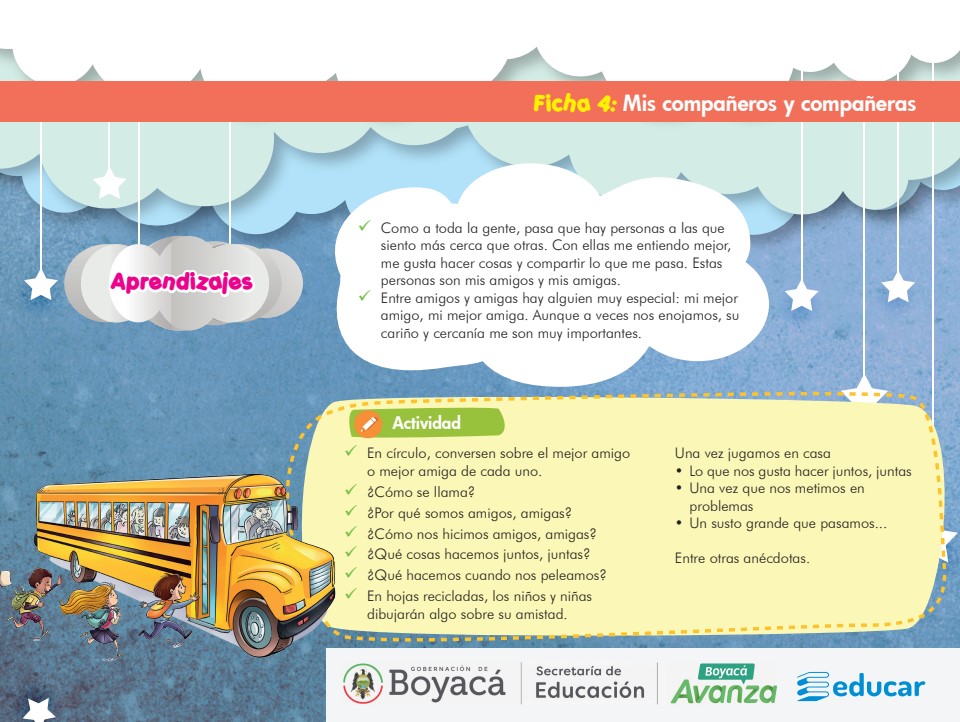 Ficha 4: Mis compañeros y compañeras
Aprendizajes
✓ Como a toda la gente, pasa que hay personas a las que
siento más cerca que otras. Con ellas me entiendo mejor,
me gusta hacer cosas y compartir lo que me pasa. Estas
personas son mis amigos y mis amigas.
✓ Entre amigos y amigas hay alguien muy especial: mi mejor
amigo, mi mejor amiga. Aunque a veces nos enojamos, su
cariño y cercanía me son muy importantes.
Actividad
✓ En círculo, conversen sobre el mejor amigo
o mejor amiga de cada uno.
✓ ¿Cómo se llama?
✓ ¿Por qué somos amigos, amigas?
✓ ¿Cómo nos hicimos amigos, amigas?
✓ ¿Qué cosas hacemos juntos, juntas?
✓ ¿Qué hacemos cuando nos peleamos?
✓ En hojas recicladas, los niños y niñas
dibujarán algo sobre su amistad.
Una vez jugamos en casa
• Lo que nos gusta hacer juntos, juntas
• Una vez que nos metimos en
problemas
• Un susto grande que pasamos...
Entre otras anécdotas.
GOBERNACIÓN DE
Boyacá
Secretaría de
Educación
Boyacá
Avanza
educar